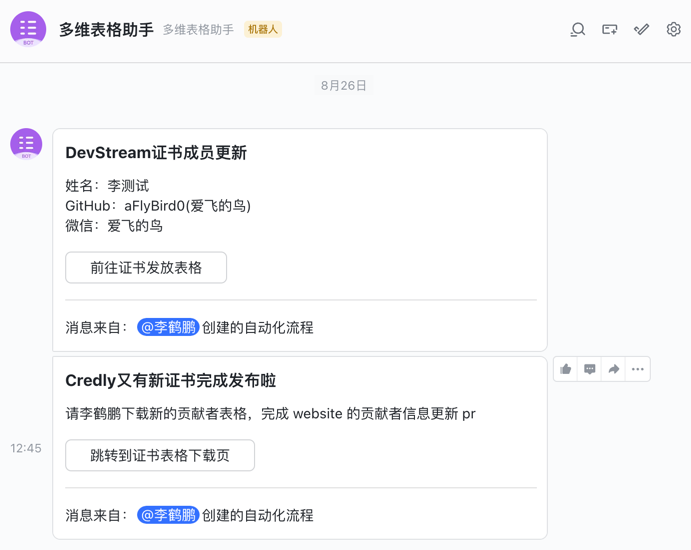 多维表格助手 多维表格助手 机器人
BOT
8月26日
BOT
DevStream证书成员更新
姓名：李测试
GitHub：aFlyBird0(爱飞的鸟)
微信：爱飞的鸟
前往证书发放表格
消息来自：@李鹤鹏 创建的自动化流程
Credly又有新证书完成发布啦
请李鹤鹏下载新的贡献者表格，完成 website 的贡献者信息更新 pr
12:45
跳转到证书表格下载页
消息来自：@李鹤鹏 创建的自动化流程